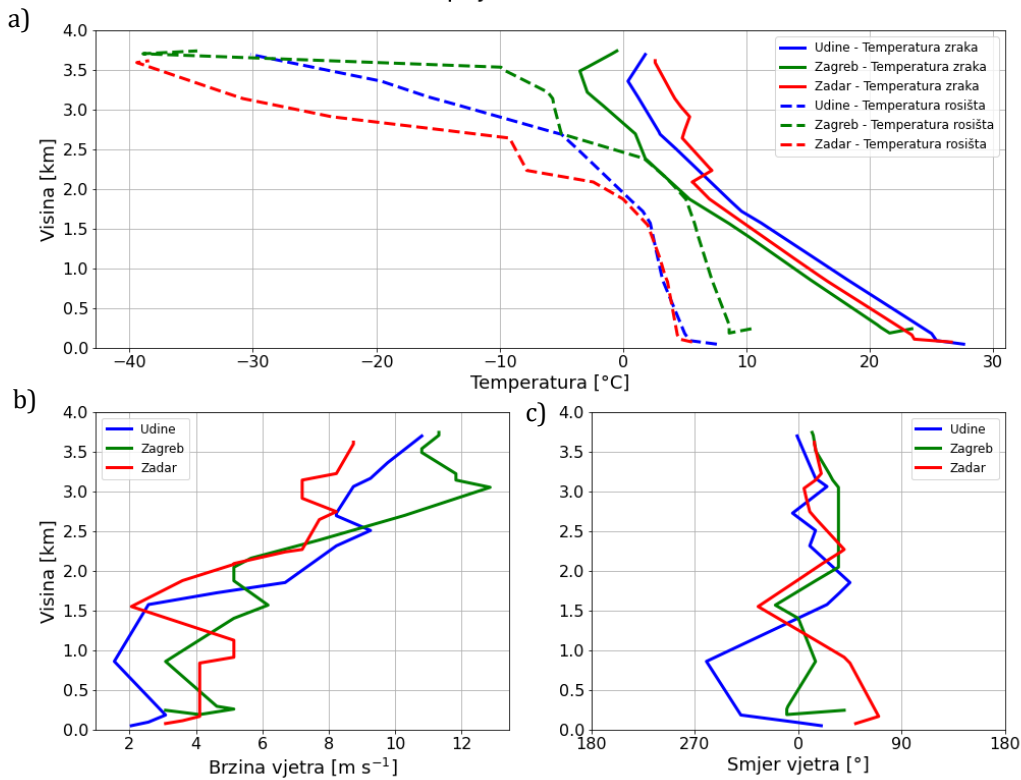 a)
4.0
3.5
3.0
2.5
2.0
1.5
1.0
0.5
0.0
Visina [km]
Udine - Temperatura zraka
Zagreb - Temperatura zraka
Zadar - Temperatura zraka
Udine - Temperatura rosišta
Zagreb - Temperatura rosišta
Zadar - Temperatura rosišta
−40 −30 −20 −10 0 10 20 30
Temperatura [°C]
b)
4.0
3.5
3.0
2.5
2.0
1.5
1.0
0.5
0.0
Visina [km]
Udine
Zagreb
Zadar
2 4 6 8 10 12
Brzina vjetra [m s⁻¹]
c)
4.0
3.5
3.0
2.5
2.0
1.5
1.0
0.5
0.0
Udine
Zagreb
Zadar
180 270 0 90 180
Smjer vjetra [°]